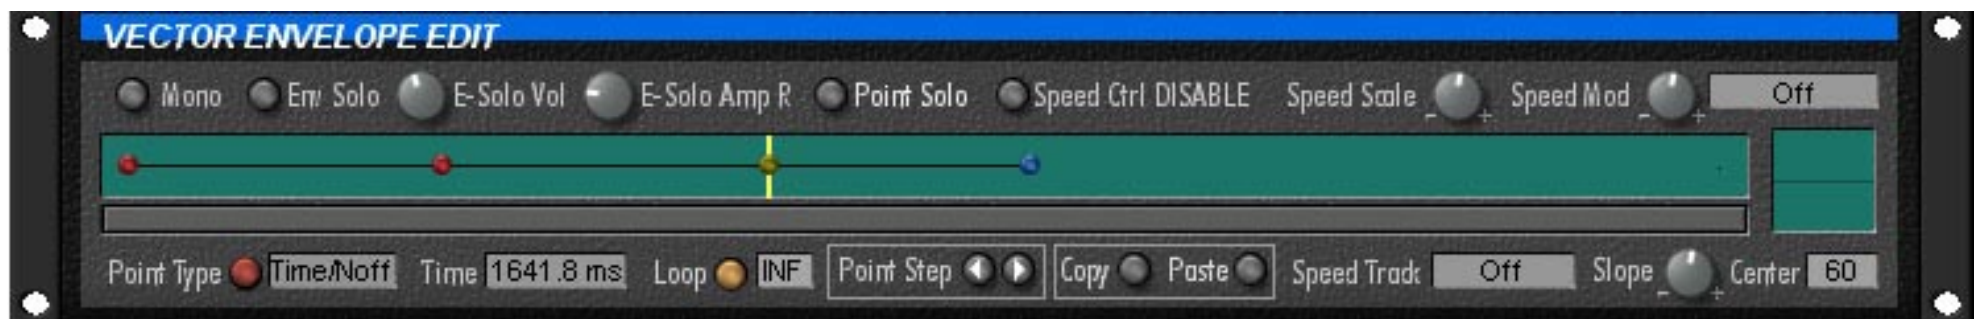 VECTOR ENVELOPE EDIT
Mono Env Solo E-Solo Vol E-Solo Amp R Point Solo Speed Ctrl DISABLE Speed Scale - + Speed Mod - + Off
Point Type Time/Noff Time 1641.8 ms Loop INF Point Step Copy Paste Speed Track Off Slope - + Center 60